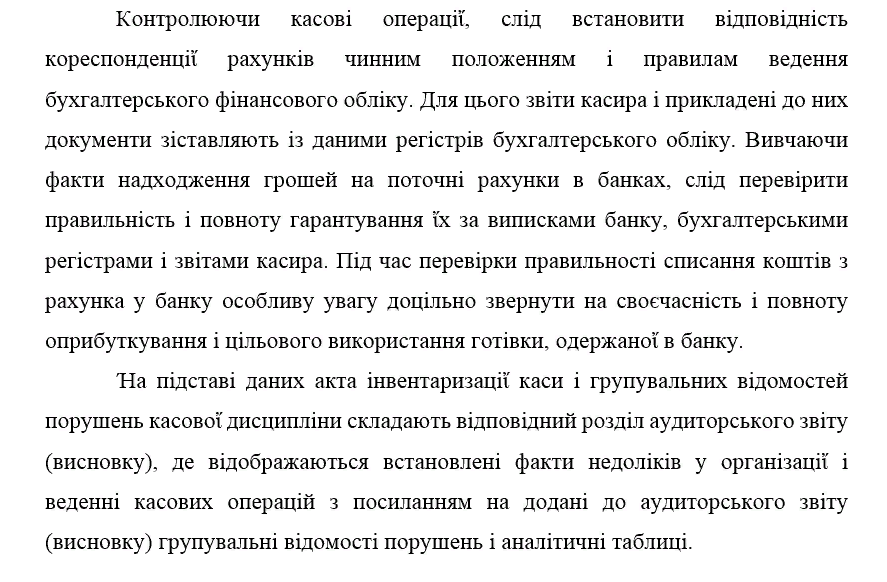 Контролюючи касові операції, слід встановити відповідність
кореспонденції рахунків чинним положенням і правилам ведення
бухгалтерського фінансового обліку. Для цього звіти касира і прикладені до них
документи зіставляють із даними регістрів бухгалтерського обліку. Вивчаючи
факти надходження грошей на поточні рахунки в банках, слід перевірити
правильність і повноту гарантування їх за виписками банку, бухгалтерськими
регістрами і звітами касира. Під час перевірки правильності списання коштів з
рахунка у банку особливу увагу доцільно звернути на своєчасність і повноту
оприбуткування і цільового використання готівки, одержаної в банку.
'На підставі даних акта інвентаризації каси і групувальних відомостей
порушень касової дисципліни складають відповідний розділ аудиторського звіту
(висновку), де відображаються встановлені факти недоліків у організації і
веденні касових операцій з посиланням на додані до аудиторського звіту
(висновку) групувальні відомості порушень і аналітичні таблиці.